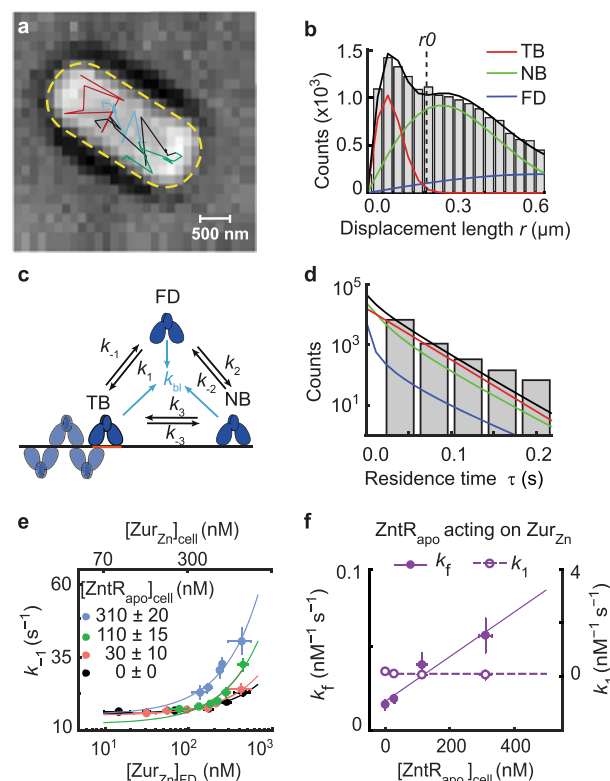 a
500 nm
b
r0
TB
NB
FD
Counts (x10³)
1.5
1.0
0.5
0
0.0 0.3 0.6
Displacement length r (µm)
c
FD
k-1
k1
k2
k-2
kbl
TB
NB
k3
k-3
d
Counts
10⁵
10³
10¹
0.0 0.1 0.2
Residence time τ (s)
e
[ZurZn]cell (nM)
70 300
[ZntRapo]cell (nM)
310 ± 20
110 ± 15
30 ± 10
0 ± 0
k-1 (s⁻¹)
60
35
10
10¹ 10² 10³
[ZurZn]FD (nM)
f
ZntRapo acting on ZurZn
kf k1
kf (nM⁻¹ s⁻¹)
0.1
0
4
0
k1 (nM⁻¹ s⁻¹)
0 200 400
[ZntRapo]cell (nM)